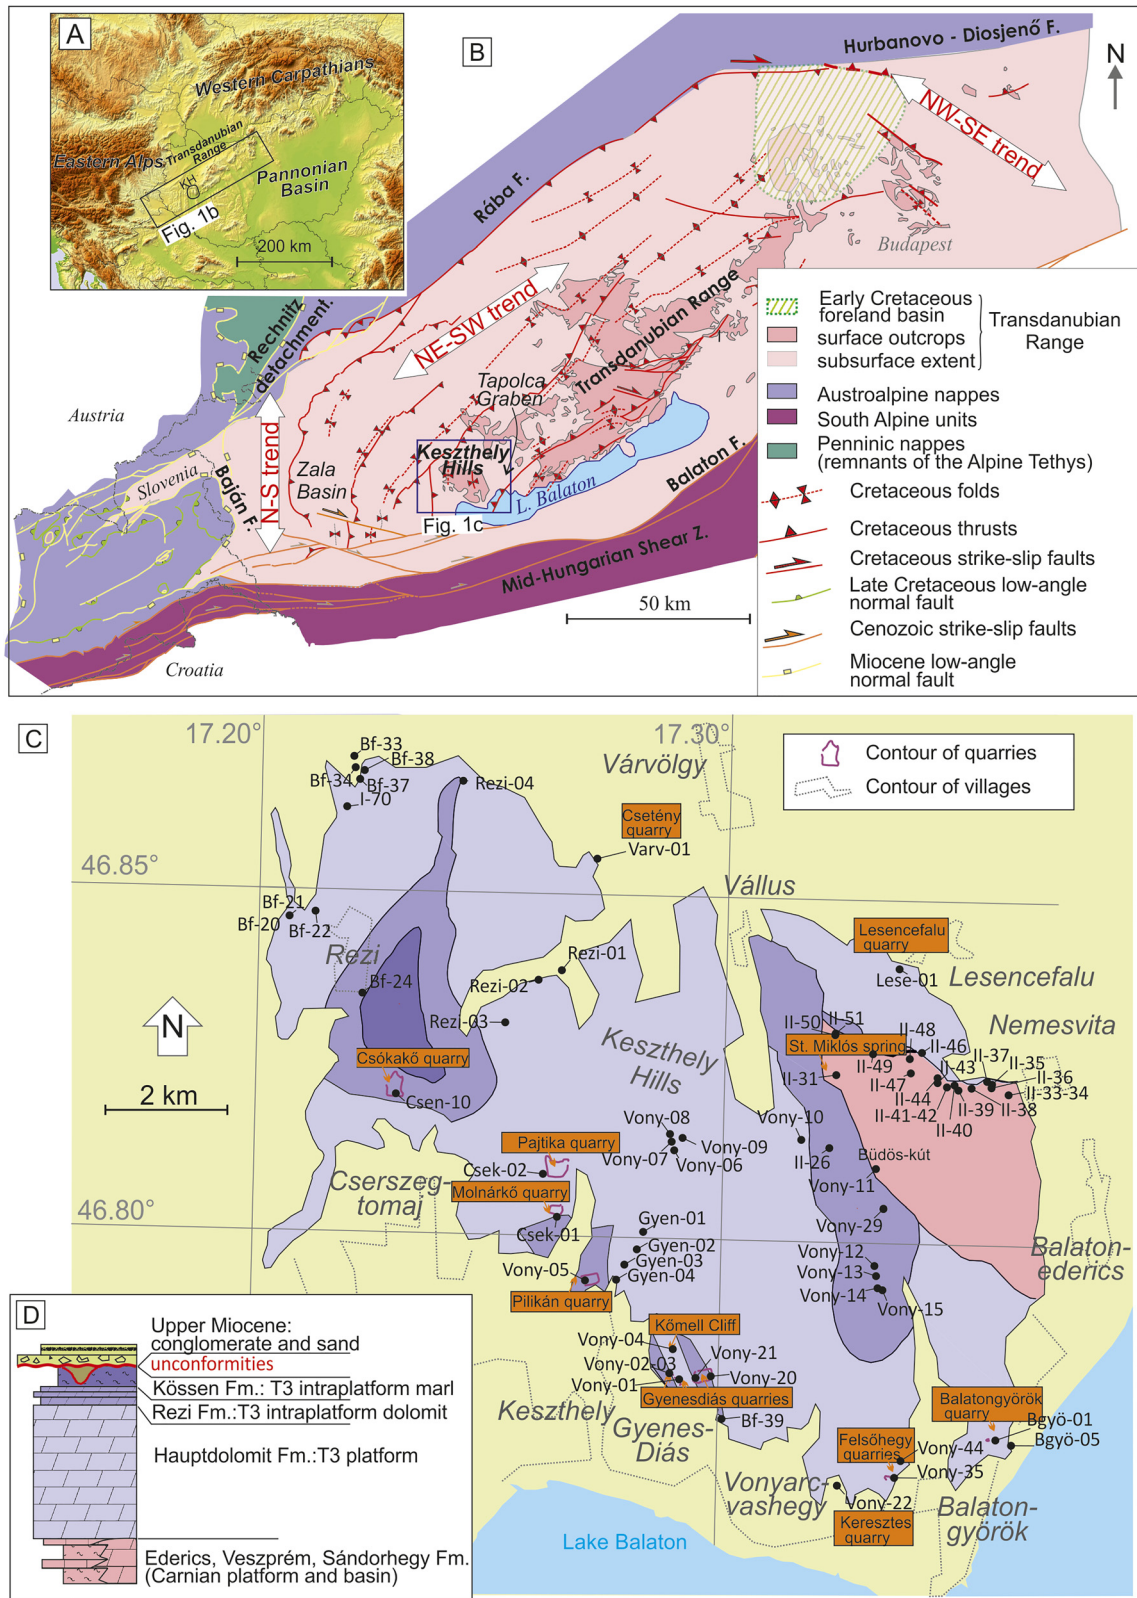 A
Western Carpathians
Eastern Alps
Transdanubian
Range
KH
Pannonian
Basin
Fig. 1b
200 km
B
Hurbanovo - Diosjenő F.
N
NW-SE trend
Rába F.
Budapest
NE-SW trend
Transdanubian Range
Rechnitz
detachment.
Tapolca
Graben
Austria
Keszthely
Hills
N-S trend
Zala
Basin
Slovenia
Baján F.
L. Balaton
Balaton F.
Fig. 1c
Mid-Hungarian Shear Z.
50 km
Croatia
Early Cretaceous
foreland basin
surface outcrops
subsurface extent
Transdanubian
Range
Austroalpine nappes
South Alpine units
Penninic nappes
(remnants of the Alpine Tethys)
Cretaceous folds
Cretaceous thrusts
Cretaceous strike-slip faults
Late Cretaceous low-angle
normal fault
Cenozoic strike-slip faults
Miocene low-angle
normal fault
C
17.20°
17.30°
Contour of quarries
Contour of villages
Bf-33
Bf-38
Bf-34
Bf-37
I-70
Rezi-04
Várvölgy
Csetény
quarry
Varv-01
46.85°
Vállus
Bf-21
Bf-20
Bf-22
Rezi
Bf-24
Rezi-01
Rezi-02
Rezi-03
Lesencefalu
quarry
Lese-01
Lesencefalu
N
2 km
Keszthely
Hills
II-50
II-51
II-48
Nemesvita
St. Miklós spring
II-46
II-49
II-37
II-43
II-35
II-31
II-47
II-36
II-44
II-33-34
II-41-42
II-39
II-38
II-40
Csókakő quarry
Csen-10
Vony-08
Vony-10
Pajtika quarry
Vony-09
Vony-07
Vony-06
II-26
Büdös-kút
Csek-02
Vony-11
Cserszeg-
tomaj
Molnárkő quarry
46.80°
Csek-01
Gyen-01
Vony-29
Gyen-02
Gyen-03
Gyen-04
Vony-12
Vony-13
Vony-14
Vony-15
Balaton-
ederics
Vony-05
Pilikán quarry
Kőmell Cliff
Vony-04
Vony-21
Vony-02-03
Vony-20
Vony-01
Gyenesdiás quarries
Keszthely
Gyenes-
Diás
Bf-39
Balatongyörök
quarry
Bgyö-01
Bgyö-05
Felsőhegy
quarries
Vony-44
Vony-35
Vonyarc-
vashegy
Vony-22
Keresztes
quarry
Balaton-
györök
Lake Balaton
D
Upper Miocene:
conglomerate and sand
unconformities
Kössen Fm.: T3 intraplatform marl
Rezi Fm.:T3 intraplatform dolomit
Hauptdolomit Fm.:T3 platform
Ederics, Veszprém, Sándorhegy Fm.
(Carnian platform and basin)